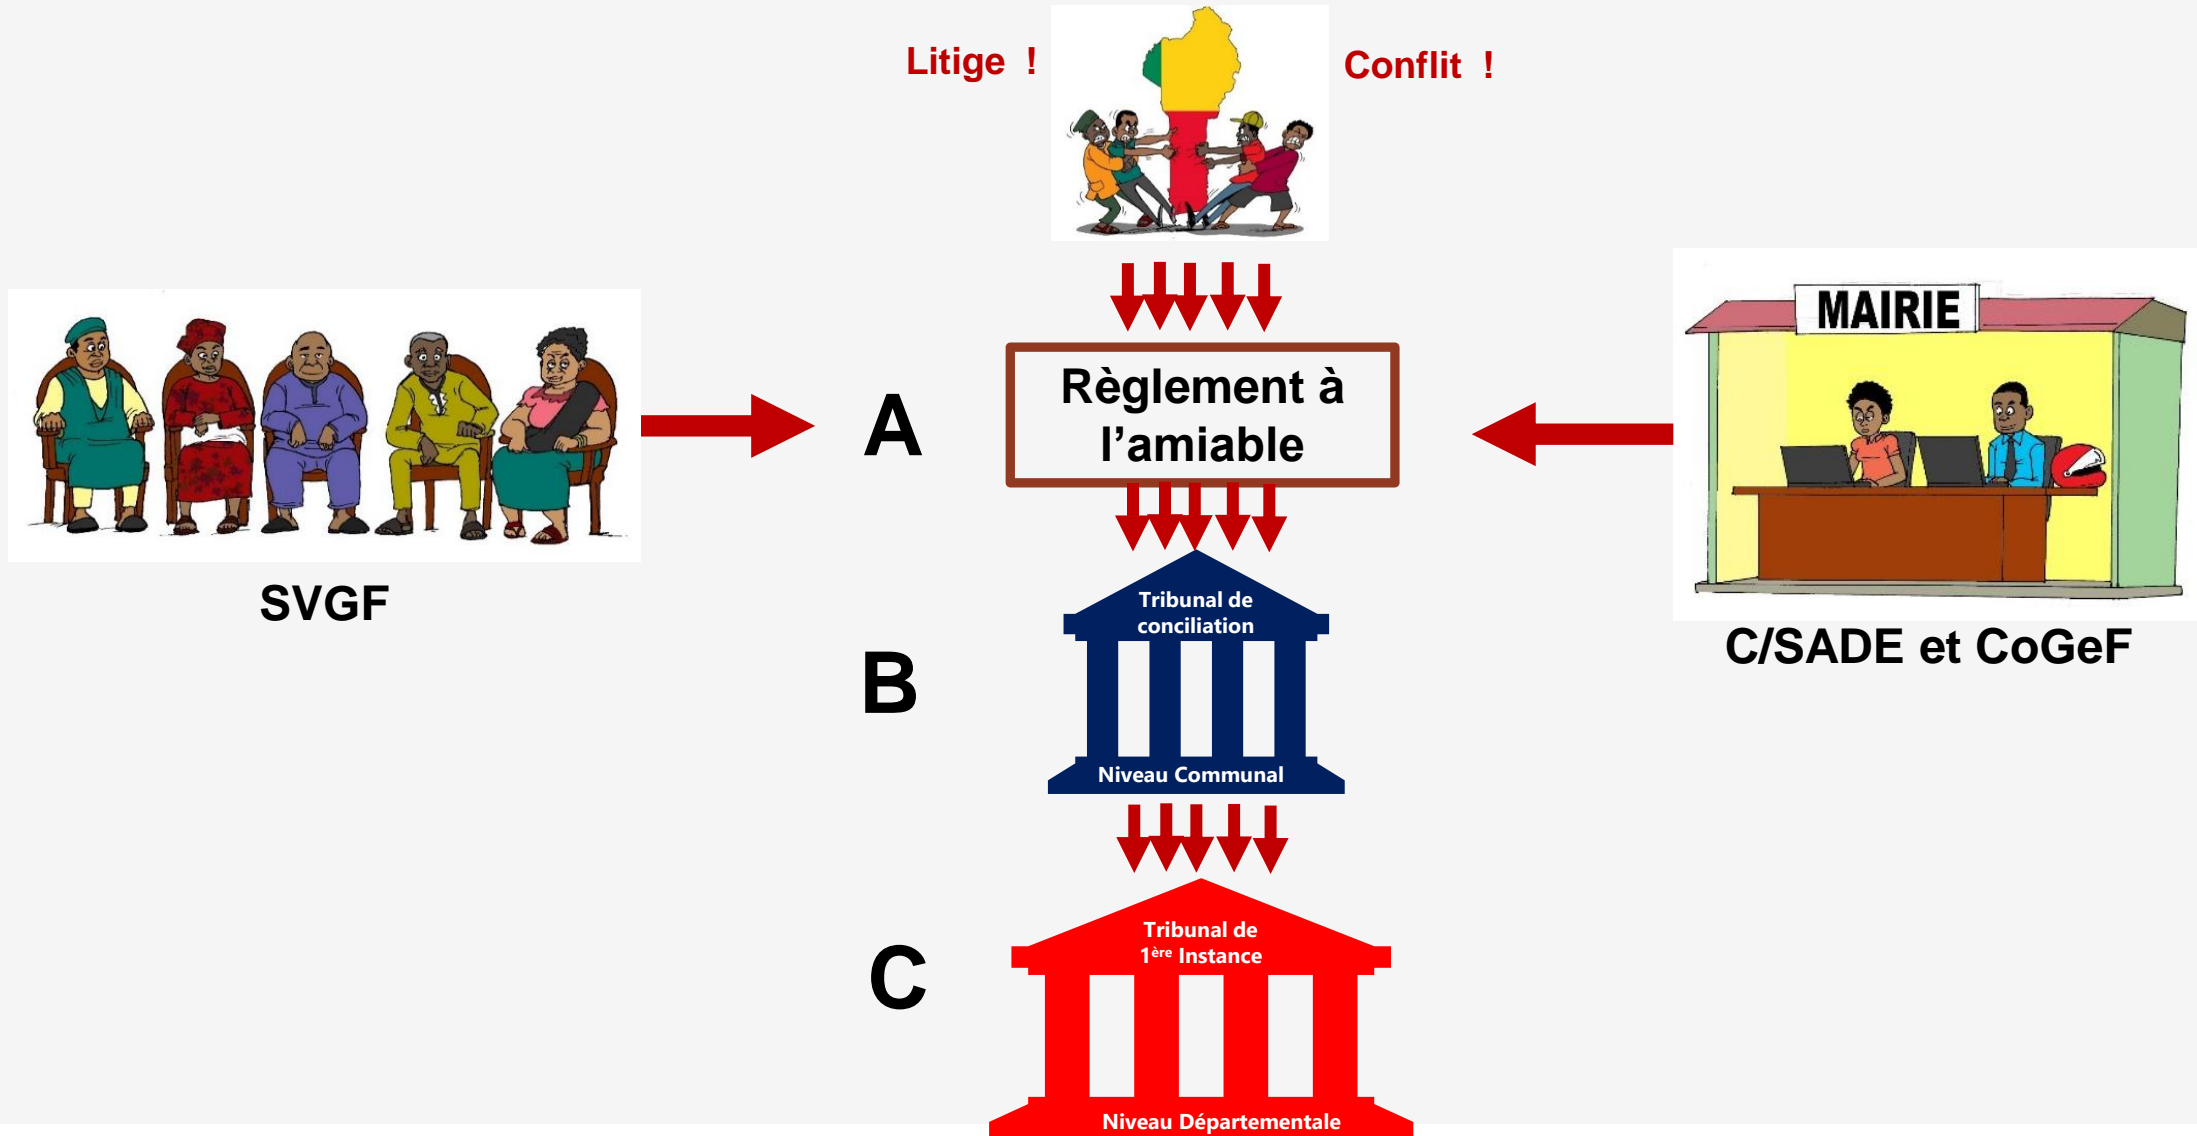 Litige !
Conflit !
MAIRIE
A
Règlement à
l’amiable
SVGF
C/SADE et CoGeF
B
Tribunal de
conciliation
Niveau Communal
C
Tribunal de
1ère Instance
Niveau Départementale